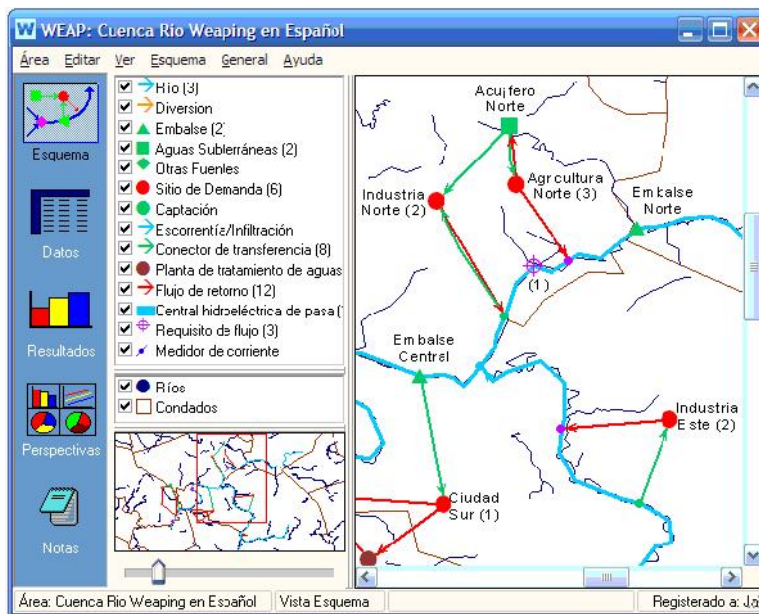 WEAP: Cuenca Rio Weaping en Español
Área Editar Ver Esquema General Ayuda
Esquema
Datos
Resultados
Perspectivas
Notas
Río (3)
Diversion
Embalse (2)
Aguas Subterráneas (2)
Otras Fuentes
Sitio de Demanda (6)
Captación
Escorrentía/Infiltración
Conector de transferencia (8)
Planta de tratamiento de aguas
Flujo de retorno (12)
Central hidroeléctrica de pasa
Requisito de flujo (3)
Medidor de corriente
Ríos
Condados
Acuífero
Norte
Industria
Norte (2)
Agricultura
Norte (3)
Embalse
Norte
(1)
Embalse
Central
Industria
Este (2)
Ciudad
Sur (1)
Área: Cuenca Rio Weaping en Español Vista Esquema Registrado a: